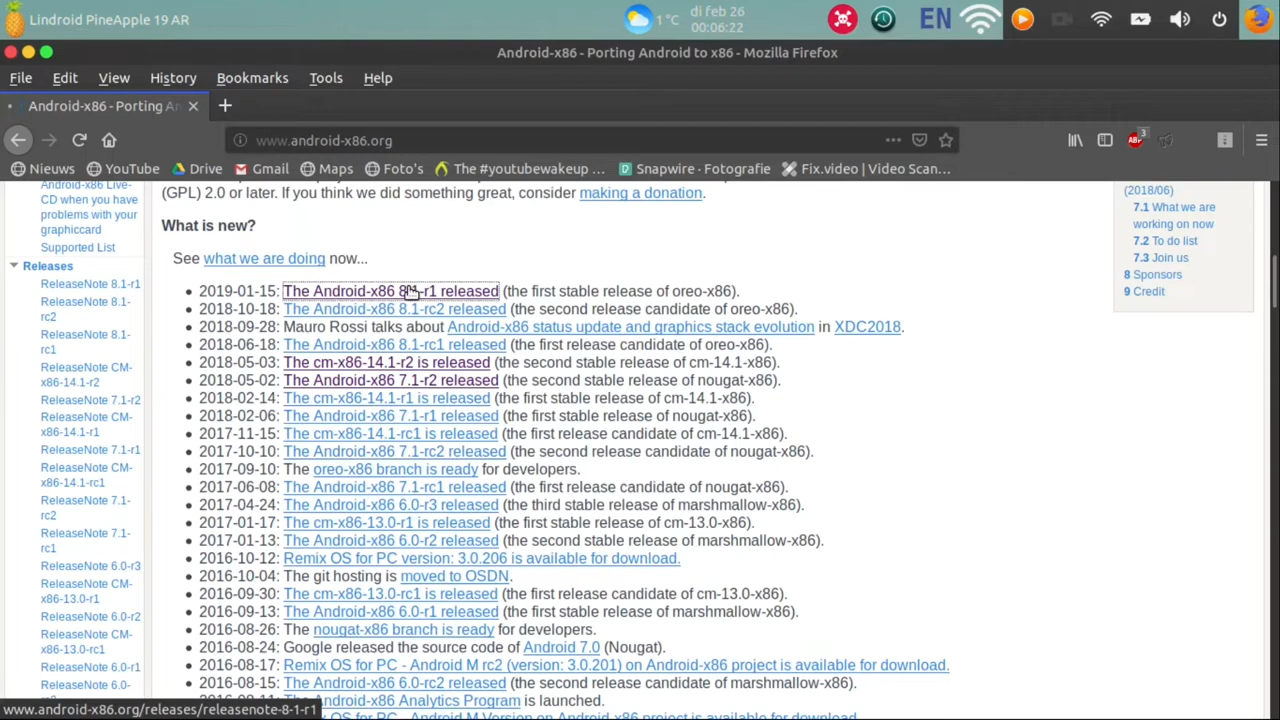 Lindroid PineApple 19 AR
1 °C
di feb 26
00:06:22
EN
Android-x86 - Porting Android to x86 - Mozilla Firefox
File Edit View History Bookmarks Tools Help
Android-x86 - Porting An
www.android-x86.org
3
Nieuws YouTube Drive Gmail Maps Foto's The #youtubewakeup ... Snapwire - Fotografie Fix.video | Video Scan...
Android-x86 Live-
CD when you
have problems with your
graphiccard
Supported List
Releases
ReleaseNote 8.1-r1
ReleaseNote 8.1-
rc2
ReleaseNote 8.1-
rc1
ReleaseNote CM-
x86-14.1-r2
ReleaseNote 7.1-r2
ReleaseNote CM-
x86-14.1-r1
ReleaseNote 7.1-r1
ReleaseNote CM-
x86-14.1-rc1
ReleaseNote 7.1-
rc2
ReleaseNote 7.1-
rc1
ReleaseNote 6.0-r3
ReleaseNote CM-
x86-13.0-r1
ReleaseNote 6.0-r2
ReleaseNote CM-
x86-13.0-rc1
ReleaseNote 6.0-r1
ReleaseNote 6.0-
(GPL) 2.0 or later. If you think we did something great, consider making a donation.
What is new?
See what we are doing now...
2019-01-15: The Android-x86 8.1-r1 released (the first stable release of oreo-x86).
2018-10-18: The Android-x86 8.1-rc2 released (the second release candidate of oreo-x86).
2018-09-28: Mauro Rossi talks about Android-x86 status update and graphics stack evolution in XDC2018.
2018-06-18: The Android-x86 8.1-rc1 released (the first release candidate of oreo-x86).
2018-05-03: The cm-x86-14.1-r2 is released (the second stable release of cm-14.1-x86).
2018-05-02: The Android-x86 7.1-r2 released (the second stable release of nougat-x86).
2018-02-14: The cm-x86-14.1-r1 is released (the first stable release of cm-14.1-x86).
2018-02-06: The Android-x86 7.1-r1 released (the first stable release of nougat-x86).
2017-11-15: The cm-x86-14.1-rc1 is released (the first release candidate of cm-14.1-x86).
2017-10-10: The Android-x86 7.1-rc2 released (the second release candidate of nougat-x86).
2017-09-10: The oreo-x86 branch is ready for developers.
2017-06-08: The Android-x86 7.1-rc1 released (the first release candidate of nougat-x86).
2017-04-24: The Android-x86 6.0-r3 released (the third stable release of marshmallow-x86).
2017-01-17: The cm-x86-13.0-r1 is released (the first stable release of cm-13.0-x86).
2017-01-13: The Android-x86 6.0-r2 released (the second stable release of marshmallow-x86).
2016-10-12: Remix OS for PC version: 3.0.206 is available for download.
2016-10-04: The git hosting is moved to OSDN.
2016-09-30: The cm-x86-13.0-rc1 is released (the first release candidate of cm-13.0-x86).
2016-09-13: The Android-x86 6.0-r1 released (the first stable release of marshmallow-x86).
2016-08-26: The nougat-x86 branch is ready for developers.
2016-08-24: Google released the source code of Android 7.0 (Nougat).
2016-08-17: Remix OS for PC - Android M rc2 (version: 3.0.201) on Android-x86 project is available for download.
2016-08-15: The Android-x86 6.0-rc2 released (the second release candidate of marshmallow-x86).
Android-x86 Analytics Program is launched.
OS for PC - Android M Version on Android-x86 project is available for download
(2018/06)
7.1 What we are
working on now
7.2 To do list
7.3 Join us
8 Sponsors
9 Credit
www.android-x86.org/releases/releasenote-8-1-r1